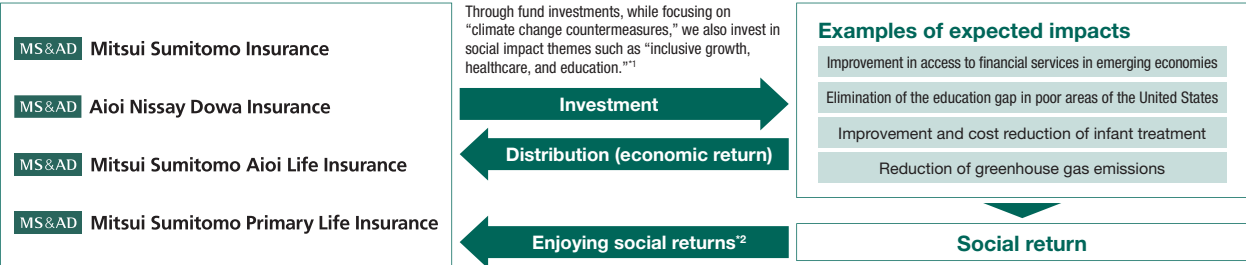 MS&AD Mitsui Sumitomo Insurance
MS&AD Aioi Nissay Dowa Insurance
MS&AD Mitsui Sumitomo Aioi Life Insurance
MS&AD Mitsui Sumitomo Primary Life Insurance
Through fund investments, while focusing on
“climate change countermeasures,” we also invest in
social impact themes such as “inclusive growth,
healthcare, and education.”*1
Investment
Distribution (economic return)
Enjoying social returns*2
Examples of expected impacts
Improvement in access to financial services in emerging economies
Elimination of the education gap in poor areas of the United States
Improvement and cost reduction of infant treatment
Reduction of greenhouse gas emissions
Social return